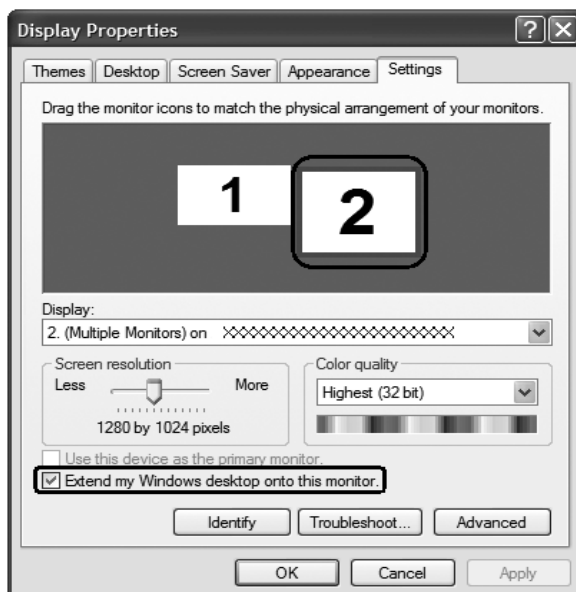 Display Properties
Themes Desktop Screen Saver Appearance Settings
Drag the monitor icons to match the physical arrangement of your monitors.
1 2
Display:
2. (Multiple Monitors) on XXXXXXXXXXXXXXXXXXXXXXXX
Screen resolution Color quality
Less More Highest (32 bit)
1280 by 1024 pixels
Use this device as the primary monitor.
Extend my Windows desktop onto this monitor.
Identify Troubleshoot... Advanced
OK Cancel Apply